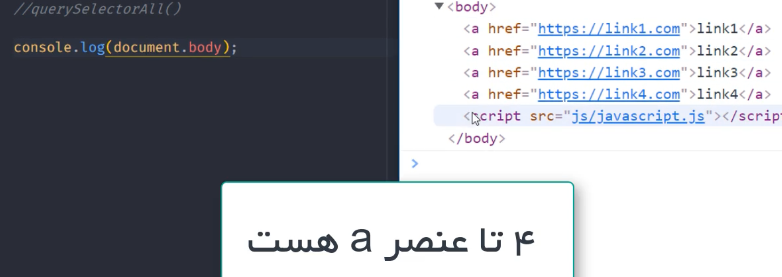 //querySelectorAll()
console.log(document.body);
▼<body>
<a href="https://link1.com">link1</a>
<a href="https://link2.com">link2</a>
<a href="https://link3.com">link3</a>
<a href="https://link4.com">link4</a>
<script src="js/javascript.js"></scrip
</body>
>
۴ تا عنصر a هست